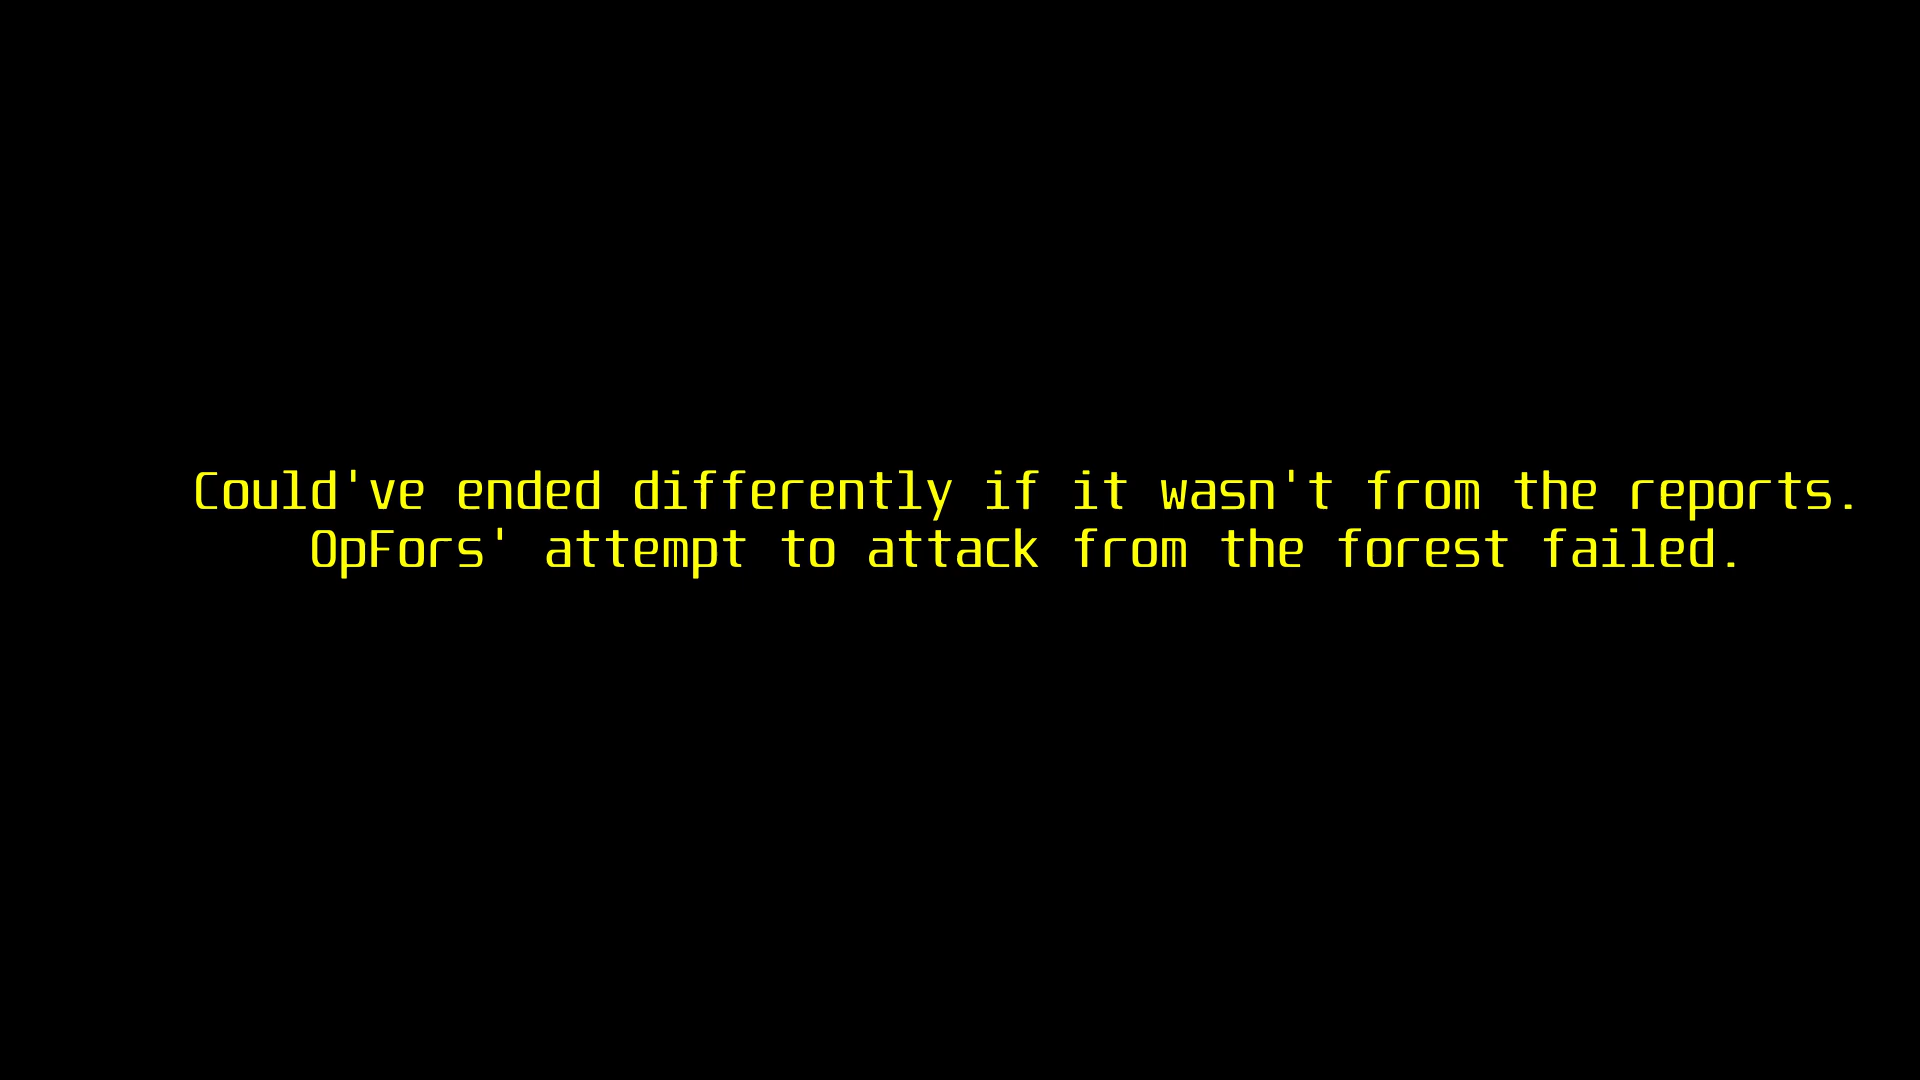 Could've ended differently if it wasn't from the reports.
OpFors' attempt to attack from the forest failed.